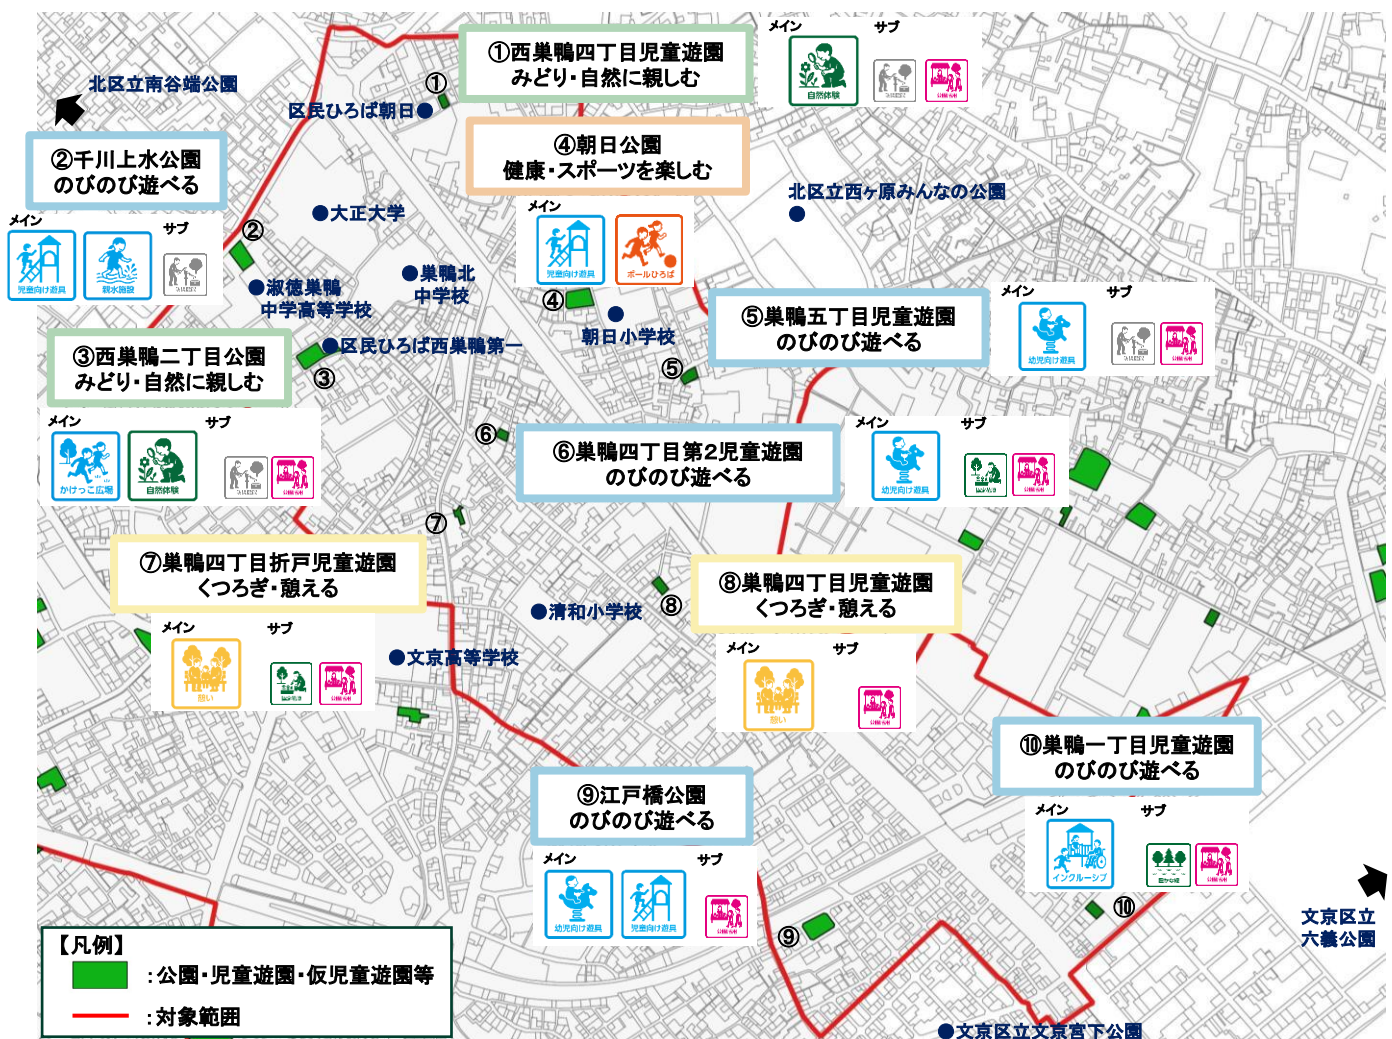 ①西巣鴨四丁目児童遊園
みどり・自然に親しむ
メイン
サブ
自然体験
北区立南谷端公園
①
区民ひろば朝日
②千川上水公園
のびのび遊べる
メイン
サブ
児童向け遊具
親水施設
④朝日公園
健康・スポーツを楽しむ
メイン
児童向け遊具
ボールひろば
北区立西ヶ原みんなの公園
大正大学
②
淑徳巣鴨
中学高等学校
巣鴨北
中学校
④
朝日小学校
⑤巣鴨五丁目児童遊園
のびのび遊べる
メイン
サブ
幼児向け遊具
③西巣鴨二丁目公園
みどり・自然に親しむ
メイン
サブ
かけっこ広場
自然体験
区民ひろば西巣鴨第一
③
⑤
⑥
⑥巣鴨四丁目第2児童遊園
のびのび遊べる
メイン
サブ
幼児向け遊具
⑦
⑦巣鴨四丁目折戸児童遊園
くつろぎ・憩える
メイン
サブ
憩い
⑧
⑧巣鴨四丁目児童遊園
くつろぎ・憩える
メイン
サブ
憩い
清和小学校
文京高等学校
⑩巣鴨一丁目児童遊園
のびのび遊べる
メイン
サブ
インクルーシブ
豊かな緑
⑨江戸橋公園
のびのび遊べる
メイン
サブ
幼児向け遊具
児童向け遊具
⑨
⑩
文京区立
六義公園
文京区立文京宮下公園
【凡例】
：公園・児童遊園・仮児童遊園等
：対象範囲